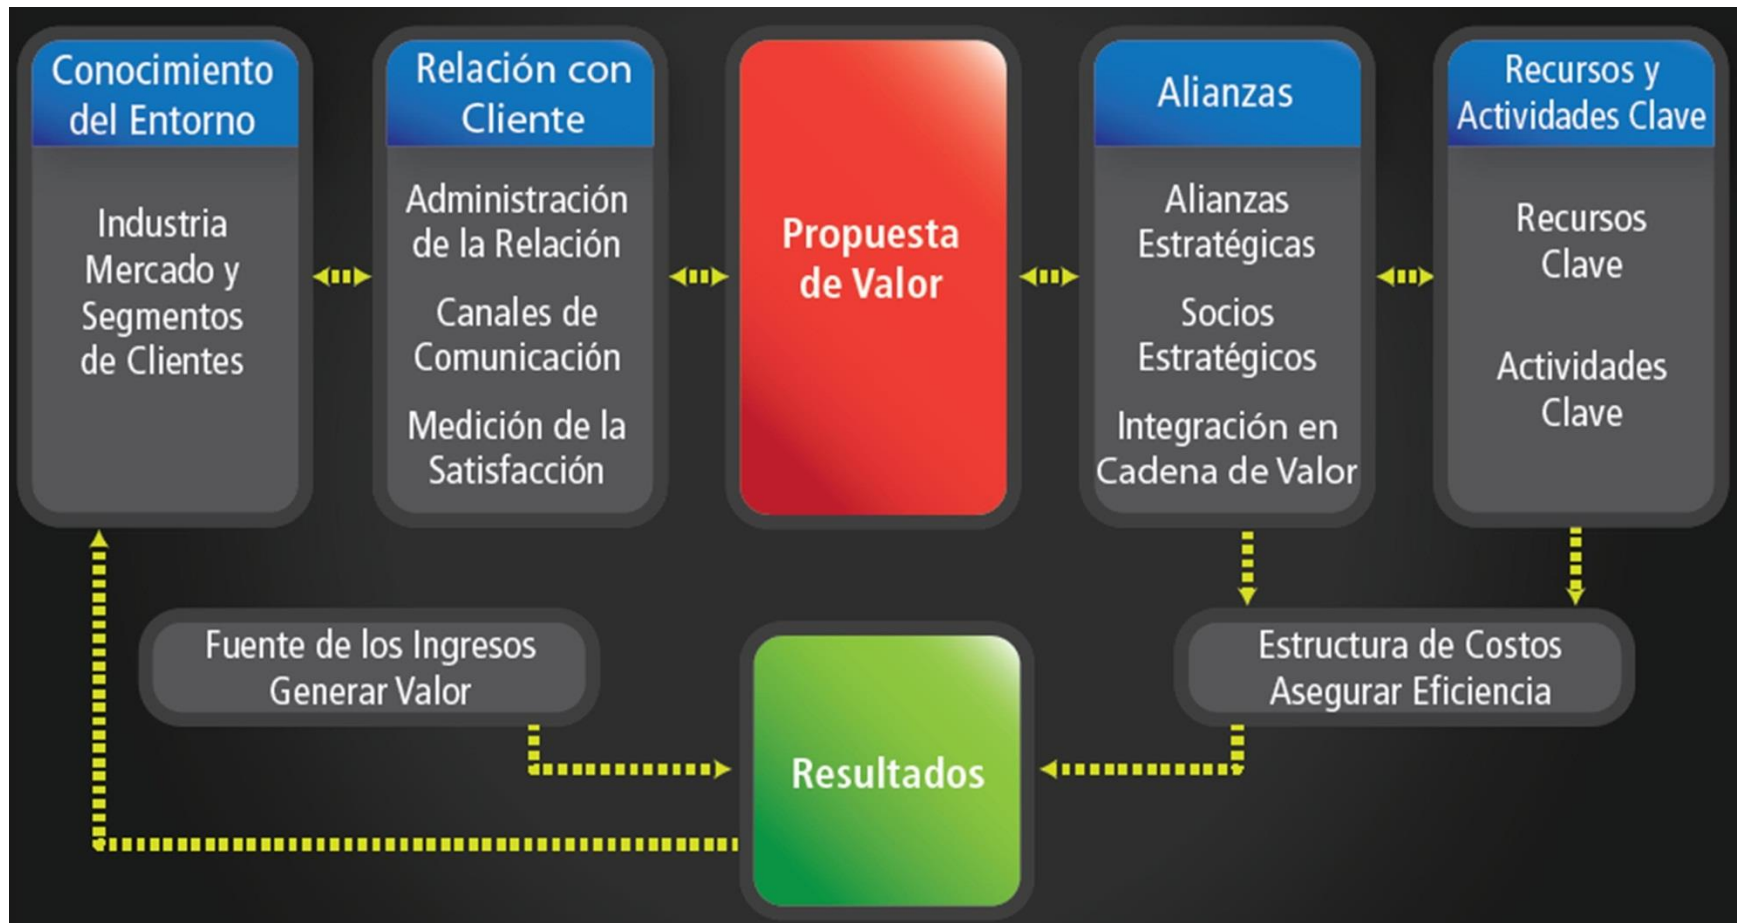 Conocimiento
del Entorno
Industria
Mercado y
Segmentos
de Clientes
Relación con
Cliente
Administración
de la Relación
Canales de
Comunicación
Medición de la
Satisfacción
Propuesta
de Valor
Alianzas
Alianzas
Estratégicas
Socios
Estratégicos
Integración en
Cadena de Valor
Recursos y
Actividades Clave
Recursos
Clave
Actividades
Clave
Fuente de los Ingresos
Generar Valor
Resultados
Estructura de Costos
Asegurar Eficiencia